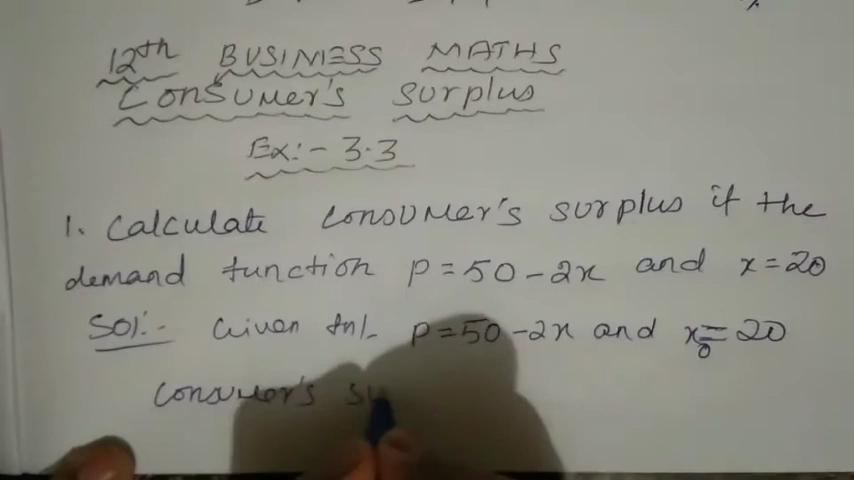 12th BUSINESS MATHS
Consumer's surplus
Ex:- 3.3
1. Calculate consumer's surplus if the
demand function p = 50 - 2x and x = 20
Sol:- Given fn/- p = 50 - 2x and x₀ = 20
Consumer's su